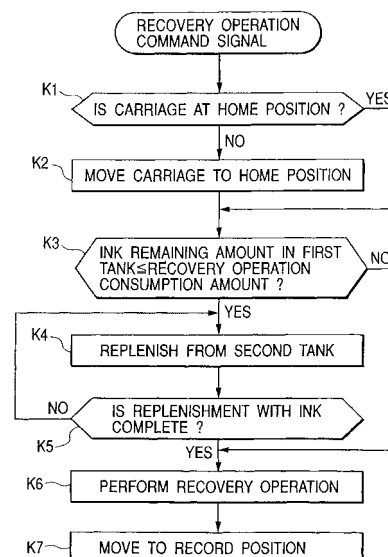 RECOVERY OPERATION
COMMAND SIGNAL
K1
IS CARRIAGE AT HOME POSITION ?
YES
NO
K2
MOVE CARRIAGE TO HOME POSITION
K3
INK REMAINING AMOUNT IN FIRST
TANK≦RECOVERY OPERATION
CONSUMPTION AMOUNT ?
NO
YES
K4
REPLENISH FROM SECOND TANK
NO
IS REPLENISHMENT WITH INK
COMPLETE ?
K5
YES
K6
PERFORM RECOVERY OPERATION
K7
MOVE TO RECORD POSITION